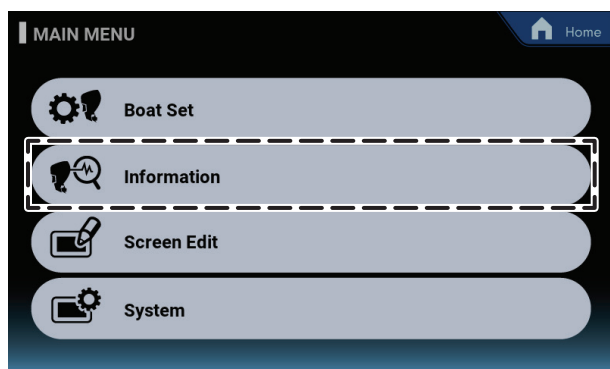 MAIN MENU
Home
Boat Set
Information
Screen Edit
System